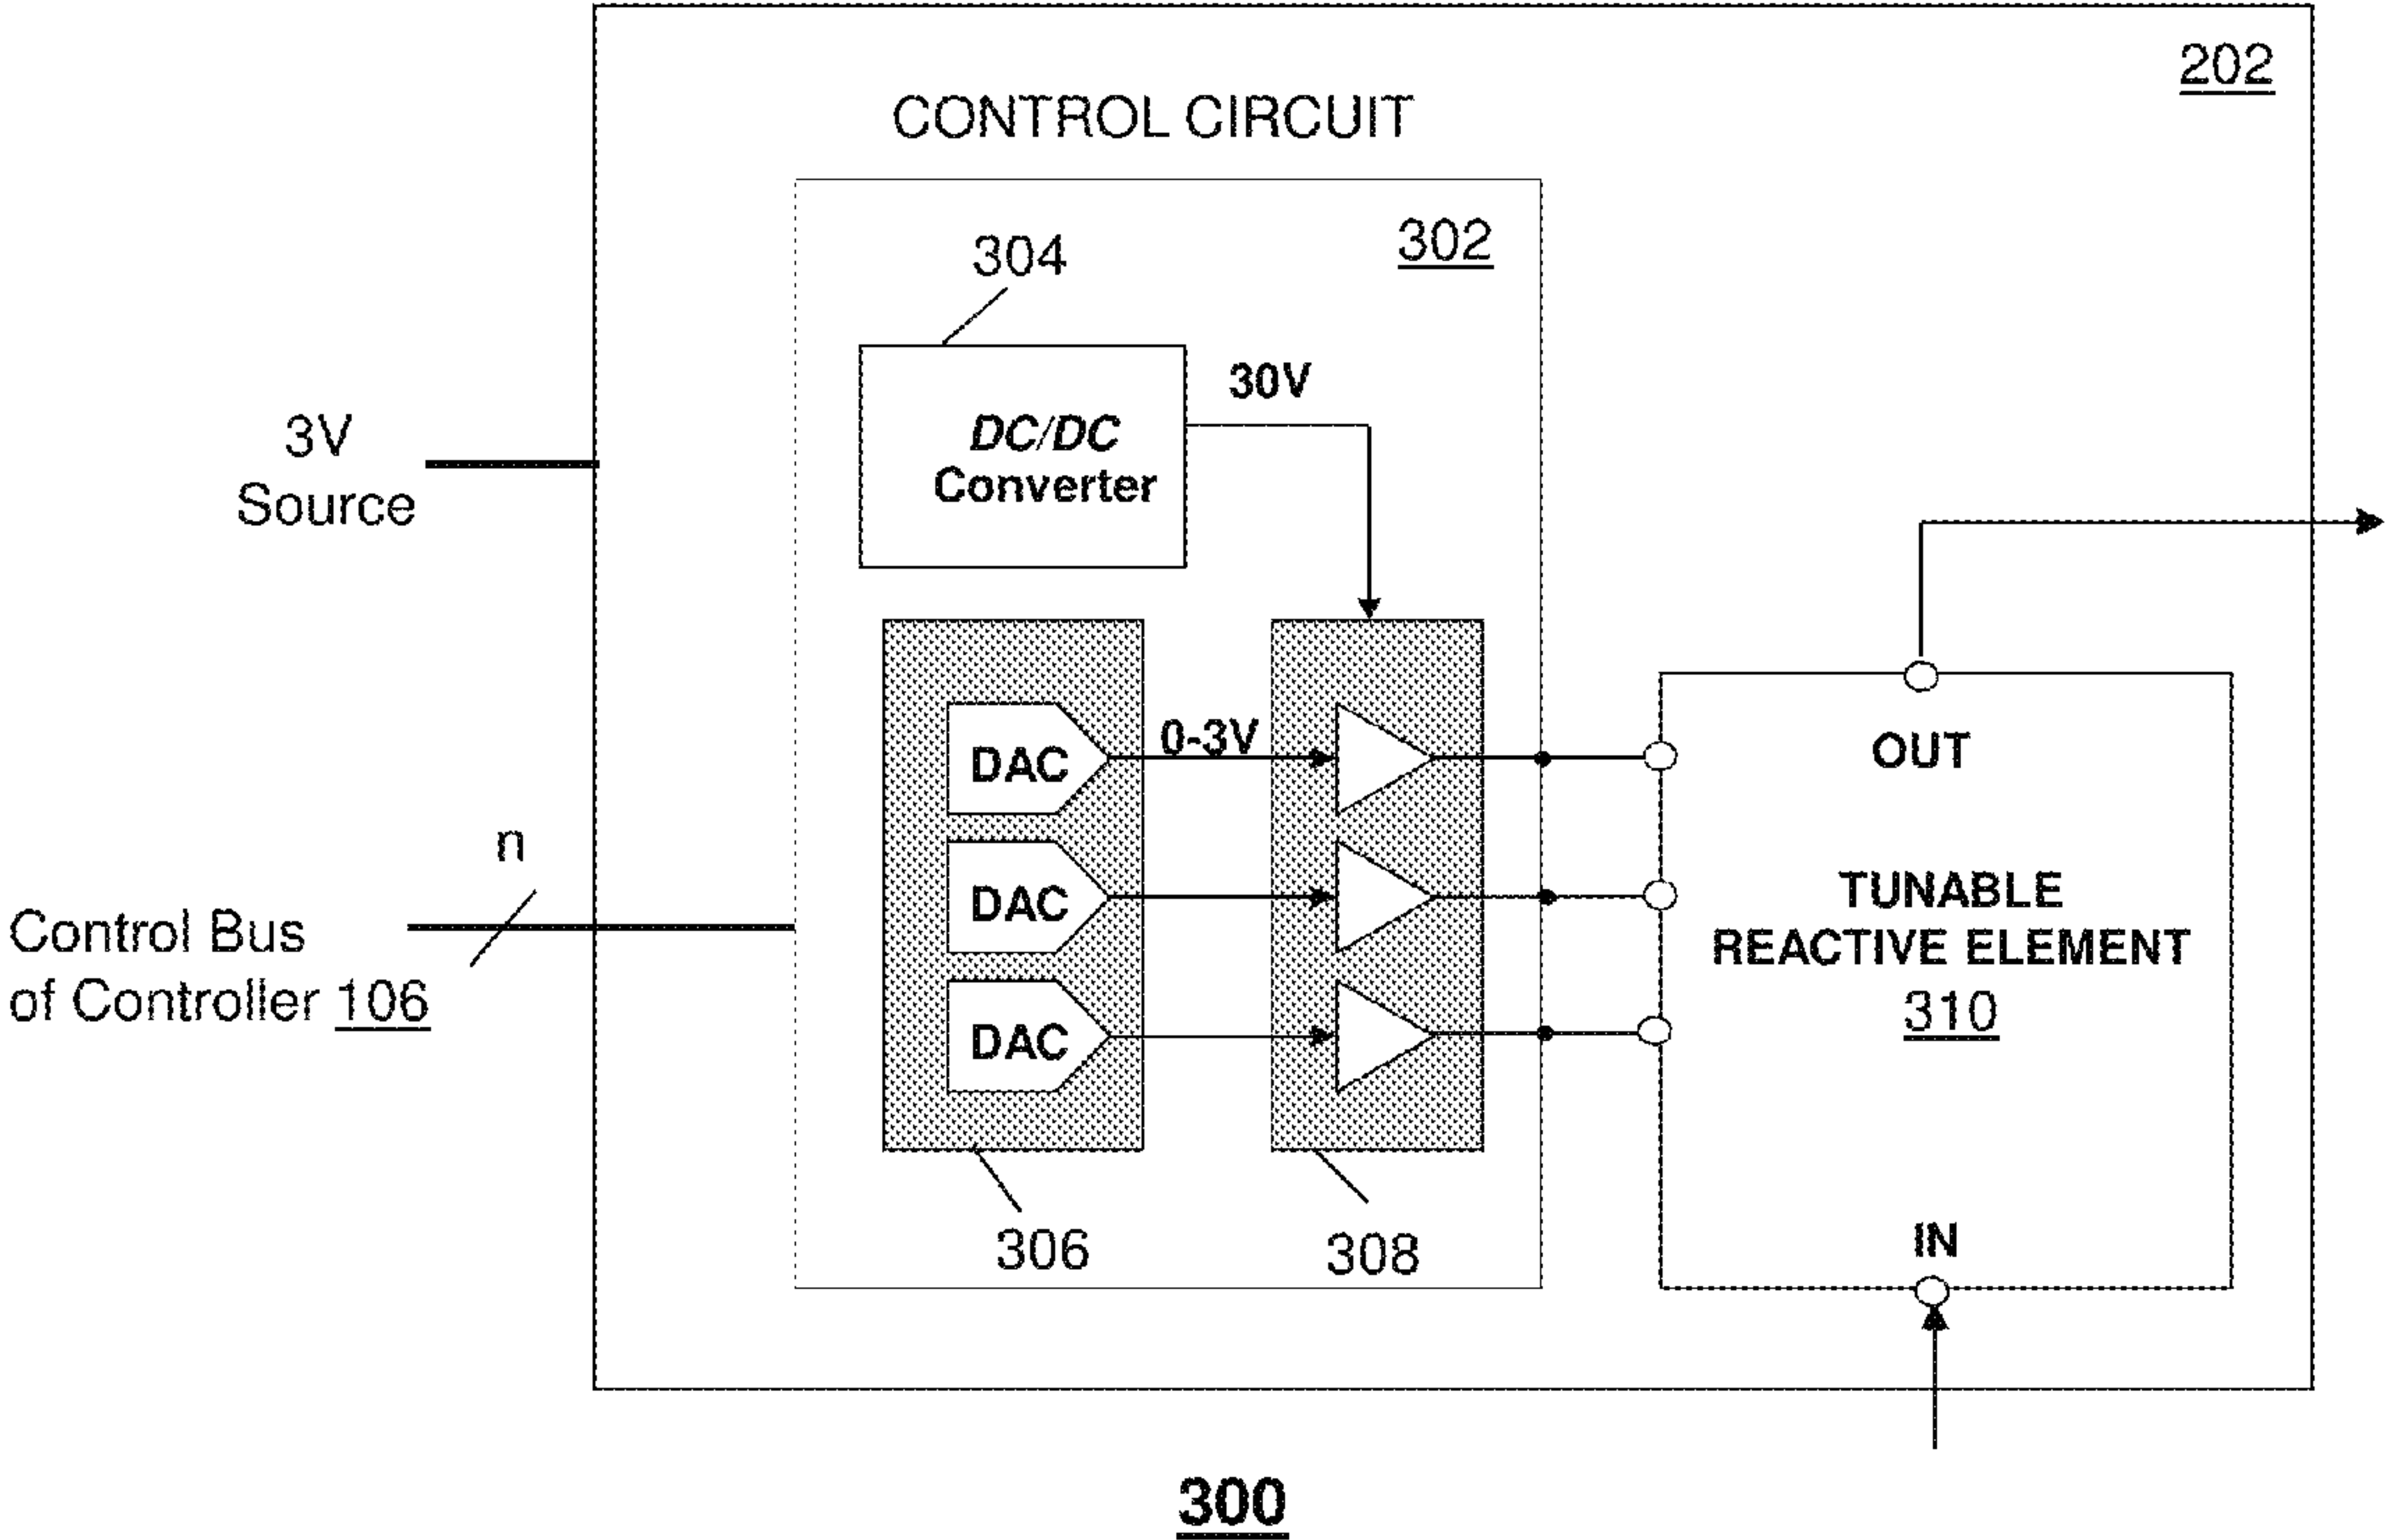 202
CONTROL CIRCUIT
302
304
30V
DC/DC
Converter
3V
Source
0-3V
DAC
DAC
DAC
OUT
n
TUNABLE
REACTIVE ELEMENT
310
Control Bus
of Controller 106
IN
306
308
300